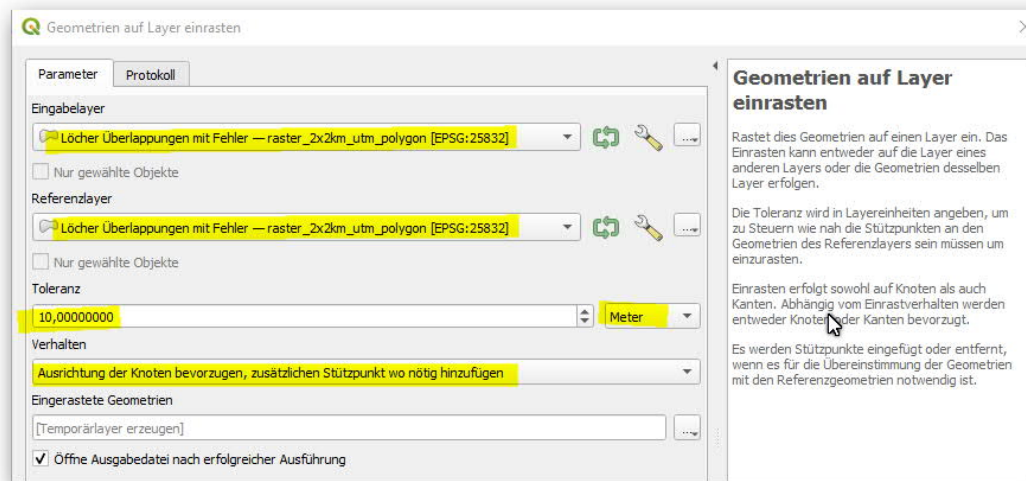 Geometrien auf Layer einrasten
Parameter
Protokoll
Eingabelayer
Löcher Überlappungen mit Fehler — raster_2x2km_utm_polygon [EPSG:25832]
...
Nur gewählte Objekte
Referenzlayer
Löcher Überlappungen mit Fehler — raster_2x2km_utm_polygon [EPSG:25832]
...
Nur gewählte Objekte
Toleranz
10,00000000
Meter
Verhalten
Ausrichtung der Knoten bevorzugen, zusätzlichen Stützpunkt wo nötig hinzufügen
Eingerastete Geometrien
[Temporärlayer erzeugen]
...
Öffne Ausgabedatei nach erfolgreicher Ausführung
Geometrien auf Layer
einrasten
Rastet dies Geometrien auf einen Layer ein. Das
Einrasten kann entweder auf die Layer eines
anderen Layers oder die Geometrien desselben
Layer erfolgen.
Die Toleranz wird in Layereinheiten angeben, um
zu Steuern wie nah die Stützpunkten an den
Geometrien des Referenzlayers sein müssen um
einzurasten.
Einrasten erfolgt sowohl auf Knoten als auch
Kanten. Abhängig vom Einrastverhalten werden
entweder Knoten oder Kanten bevorzugt.
Es werden Stützpunkte eingefügt oder entfernt,
wenn es für die Übereinstimmung der Geometrien
mit den Referenzgeometrien notwendig ist.